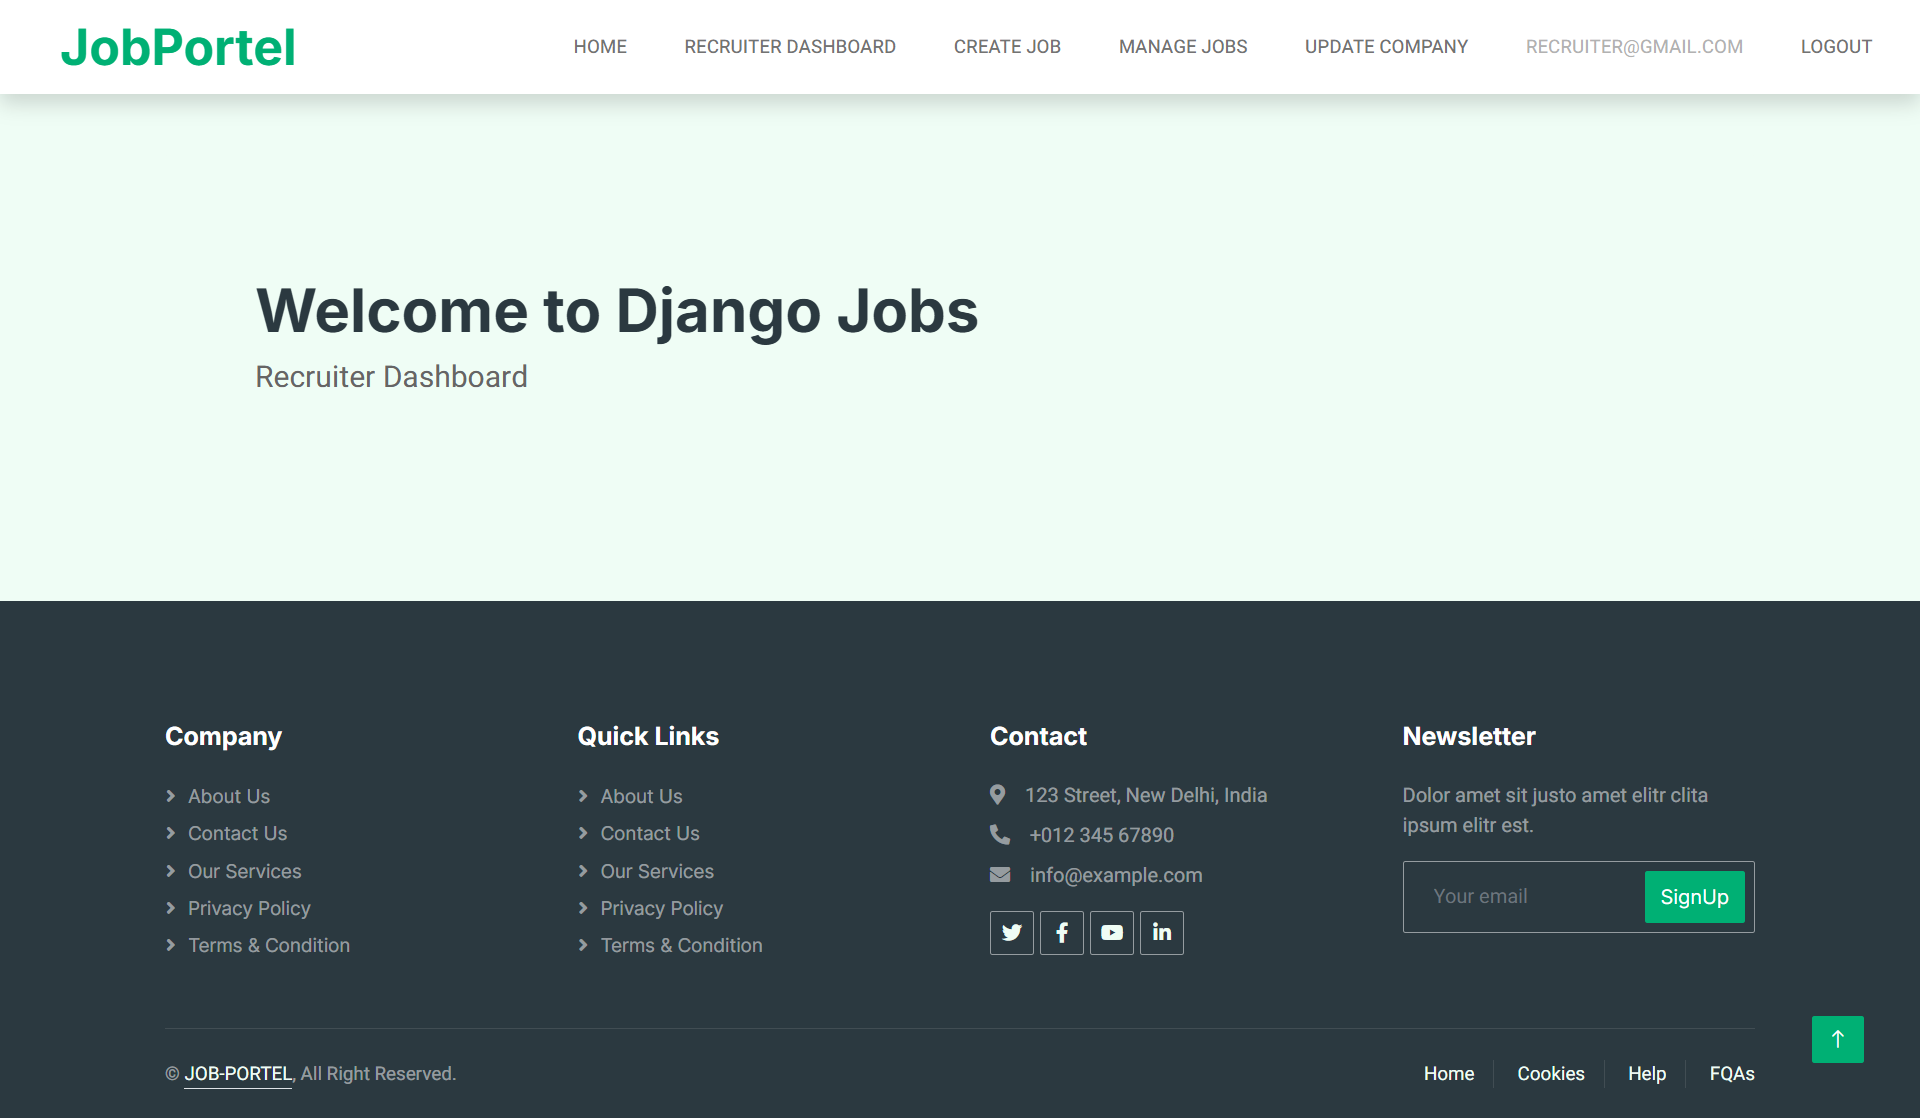 JobPortel
HOME
RECRUITER DASHBOARD
CREATE JOB
MANAGE JOBS
UPDATE COMPANY
RECRUITER@GMAIL.COM
LOGOUT
Welcome to Django Jobs
Recruiter Dashboard
Company
About Us
Contact Us
Our Services
Privacy Policy
Terms & Condition
Quick Links
About Us
Contact Us
Our Services
Privacy Policy
Terms & Condition
Contact
123 Street, New Delhi, India
+012 345 67890
info@example.com
Newsletter
Dolor amet sit justo amet elitr clita
ipsum elitr est.
Your email
SignUp
© JOB-PORTEL, All Right Reserved.
Home
Cookies
Help
FQAs